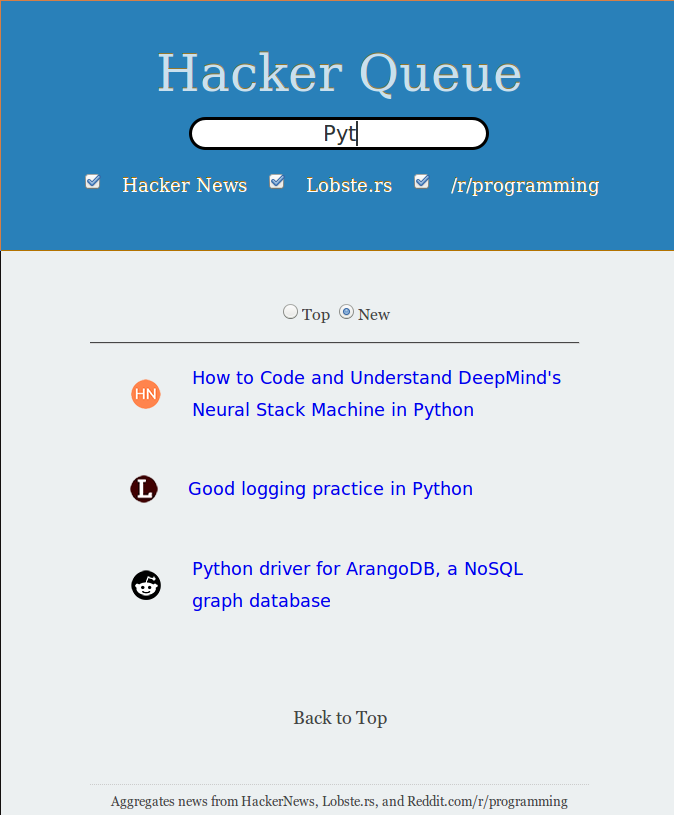 Hacker Queue
Pyt
Hacker News Lobste.rs /r/programming
Top New
HN
How to Code and Understand DeepMind's
Neural Stack Machine in Python
L
Good logging practice in Python
Python driver for ArangoDB, a NoSQL
graph database
Back to Top
Aggregates news from HackerNews, Lobste.rs, and Reddit.com/r/programming